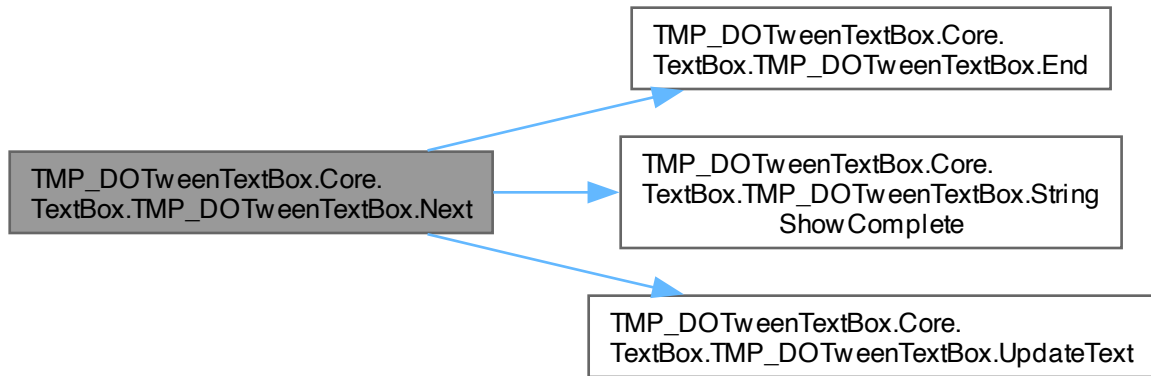 TMP_DOTweenTextBox.Core.
TextBox.TMP_DOTweenTextBox.Next
TMP_DOTweenTextBox.Core.
TextBox.TMP_DOTweenTextBox.End
TMP_DOTweenTextBox.Core.
TextBox.TMP_DOTweenTextBox.String
ShowComplete
TMP_DOTweenTextBox.Core.
TextBox.TMP_DOTweenTextBox.UpdateText